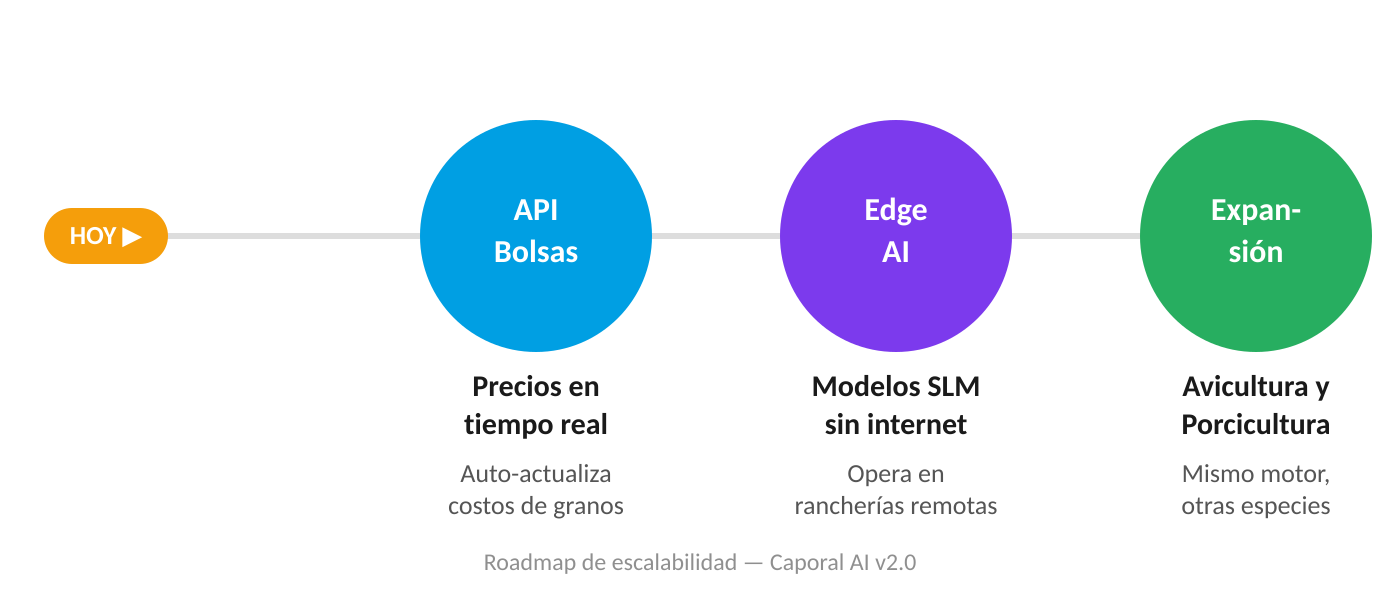 HOY ▶
API
Bolsas
Precios en
tiempo real
Auto-actualiza
costos de granos
Edge
AI
Modelos SLM
sin internet
Opera en
rancherías remotas
Expan-
sión
Avicultura y
Porcicultura
Mismo motor,
otras especies
Roadmap de escalabilidad — Caporal AI v2.0